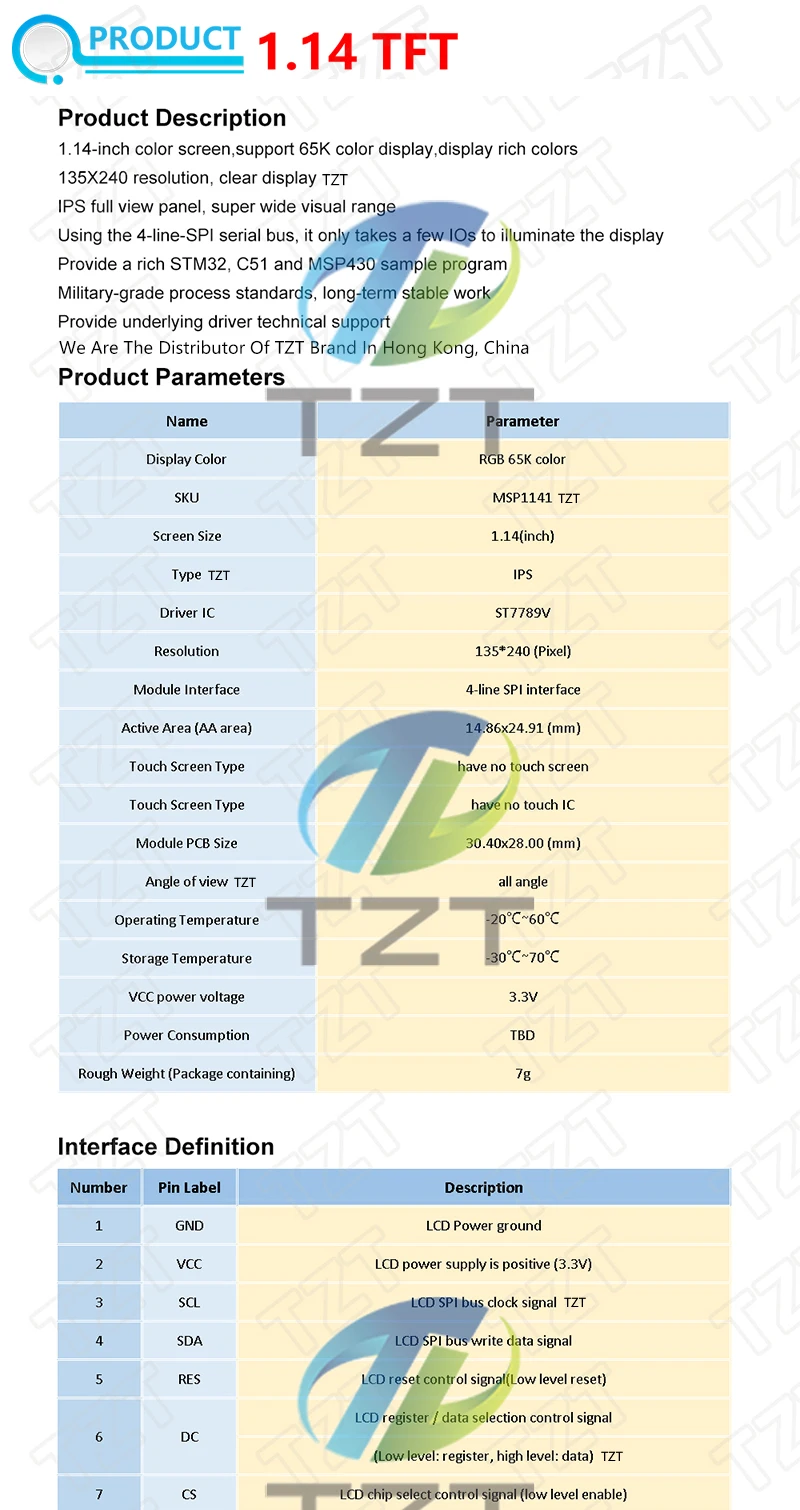 PRODUCT 1.14 TFT
Product Description
1.14-inch color screen,support 65K color display,display rich colors
135X240 resolution, clear display TZT
IPS full view panel, super wide visual range
Using the 4-line-SPI serial bus, it only takes a few IOs to illuminate the display
Provide a rich STM32, C51 and MSP430 sample program
Military-grade process standards, long-term stable work
Provide underlying driver technical support
We Are The Distributor Of TZT Brand In Hong Kong, China
Product Parameters
Name Parameter
Display Color RGB 65K color
SKU MSP1141 TZT
Screen Size 1.14(inch)
Type TZT IPS
Driver IC ST7789V
Resolution 135*240 (Pixel)
Module Interface 4-line SPI interface
Active Area (AA area) 14.86x24.91 (mm)
Touch Screen Type have no touch screen
Touch Screen Type have no touch IC
Module PCB Size 30.40x28.00 (mm)
Angle of view TZT all angle
Operating Temperature -20℃~60℃
Storage Temperature -30℃~70℃
VCC power voltage 3.3V
Power Consumption TBD
Rough Weight (Package containing) 7g
Interface Definition
Number Pin Label Description
1 GND LCD Power ground
2 VCC LCD power supply is positive (3.3V)
3 SCL LCD SPI bus clock signal TZT
4 SDA LCD SPI bus write data signal
5 RES LCD reset control signal(Low level reset)
6 DC LCD register / data selection control signal
(Low level: register, high level: data) TZT
7 CS LCD chip select control signal (low level enable)
TZT
TZT
TZT